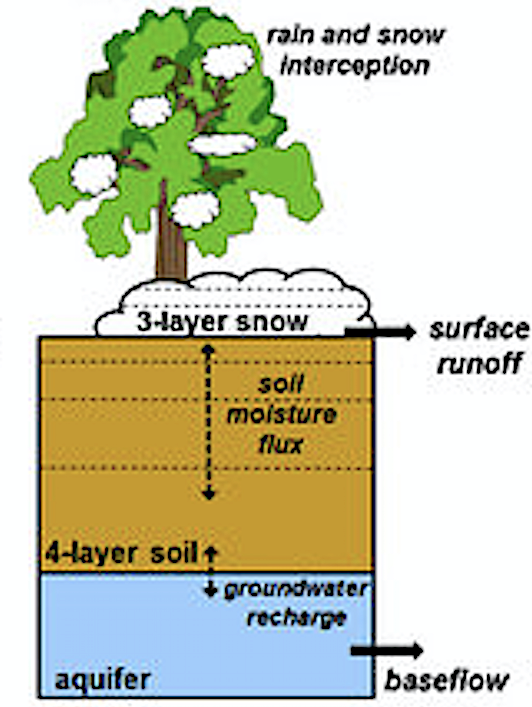 rain and snow
interception
3-layer snow
surface
runoff
soil
moisture
flux
4-layer soil
groundwater
recharge
aquifer
baseflow